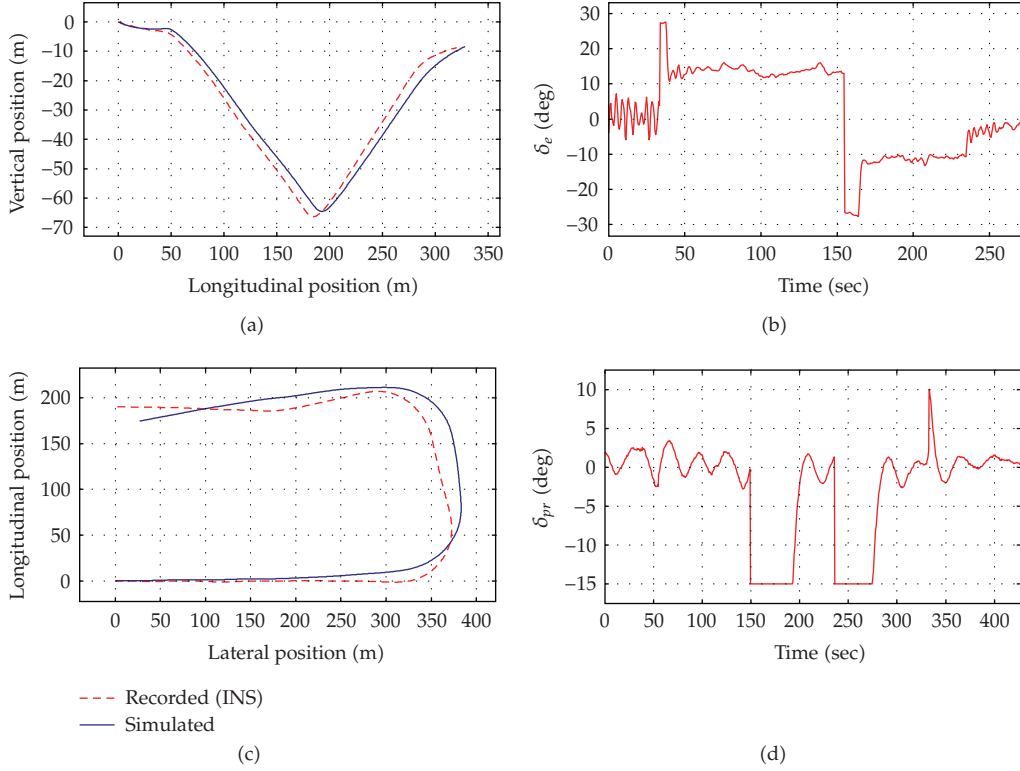 0
−10
−20
−30
−40
−50
−60
−70
Vertical position (m)
0 50 100 150 200 250 300 350
Longitudinal position (m)
(a)
30
20
10
0
−10
−20
−30
δe (deg)
0 50 100 150 200 250
Time (sec)
(b)
200
150
100
50
0
Longitudinal position (m)
0 50 100 150 200 250 300 350 400
Lateral position (m)
Recorded (INS)
Simulated
(c)
10
5
0
−5
−10
−15
δpr (deg)
0 50 100 150 200 250 300 350 400
Time (sec)
(d)